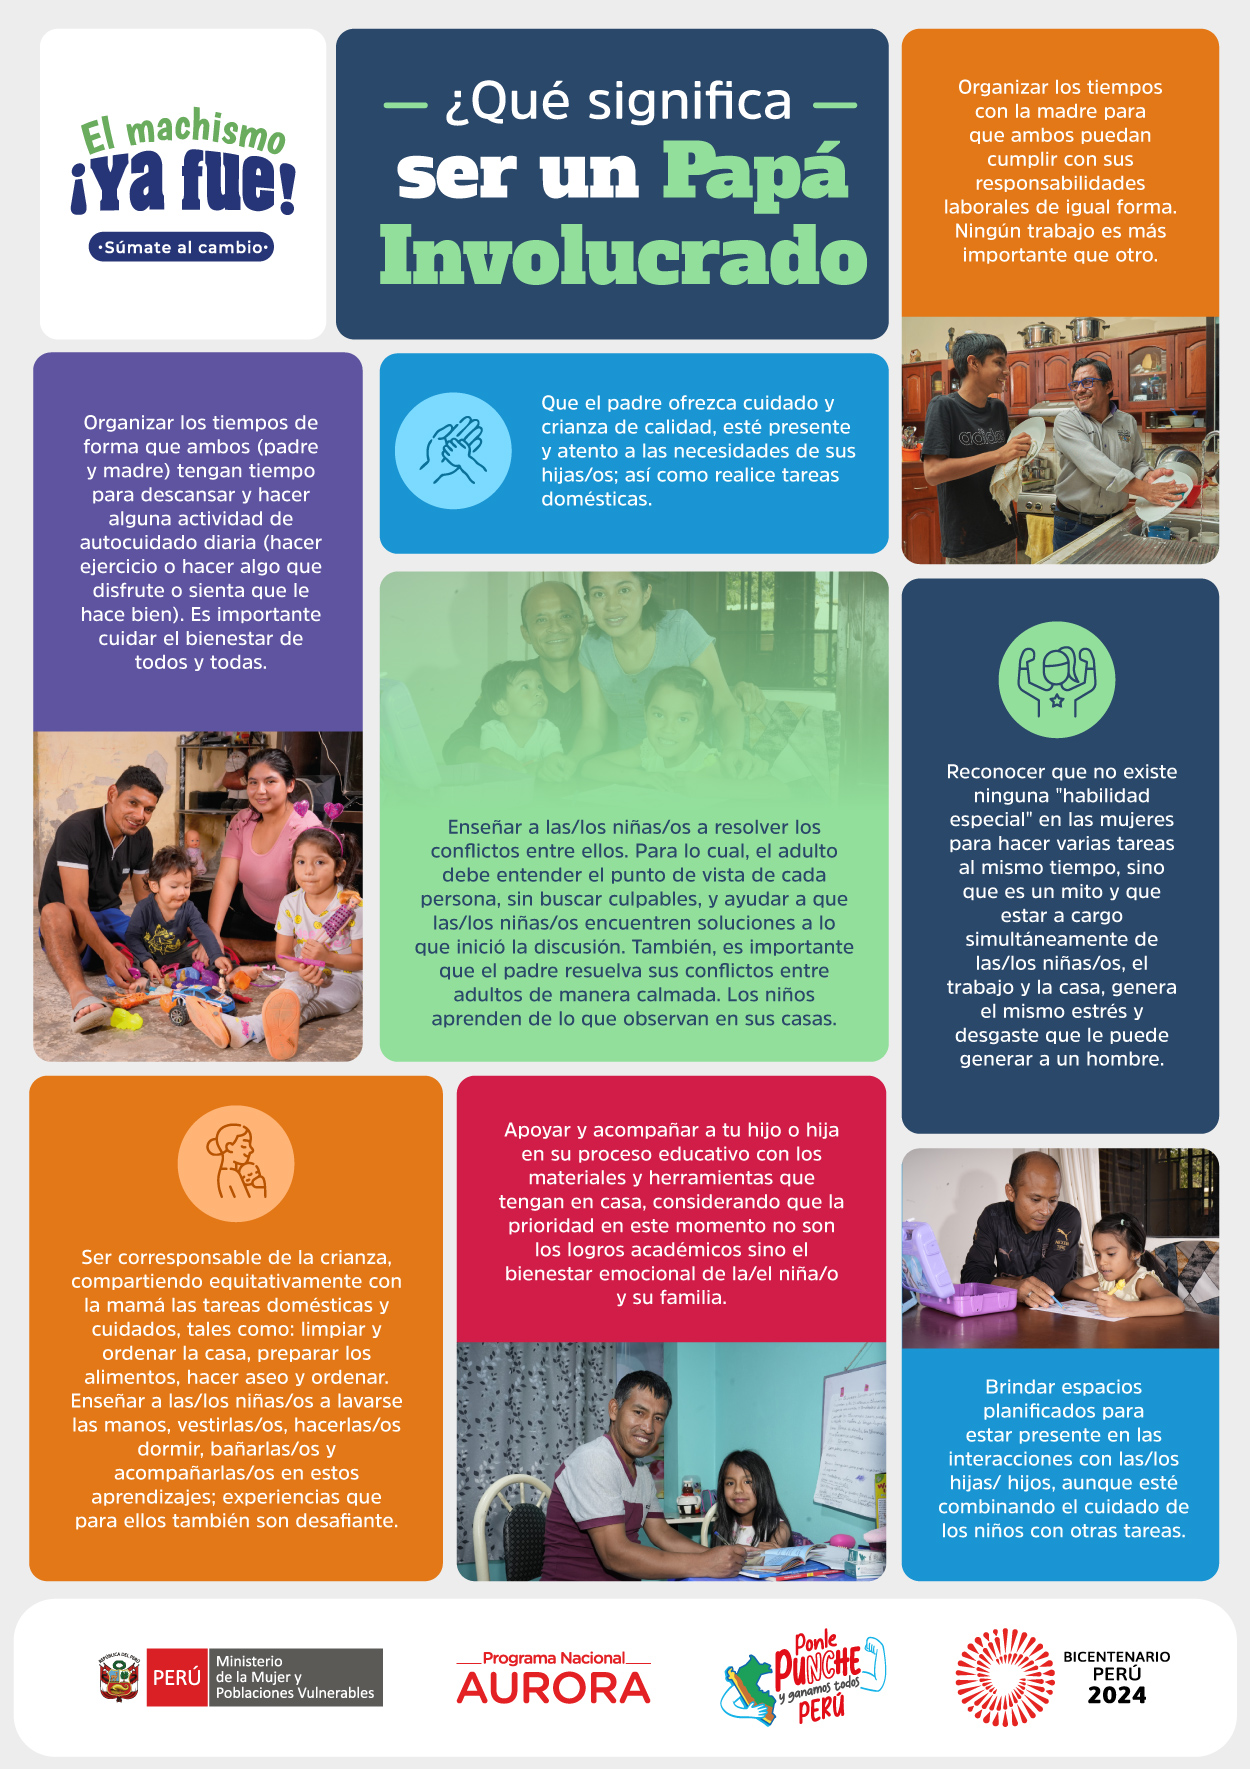 El machismo
¡Ya fue!
•Súmate al cambio•
¿Qué significa
ser un Papá
Involucrado
Organizar los tiempos
con la madre para
que ambos puedan
cumplir con sus
responsabilidades
laborales de igual forma.
Ningún trabajo es más
importante que otro.
adidas
Organizar los tiempos de
forma que ambos (padre
y madre) tengan tiempo
para descansar y hacer
alguna actividad de
autocuidado diaria (hacer
ejercicio o hacer algo que
disfrute o sienta que le
hace bien). Es importante
cuidar el bienestar de
todos y todas.
Que el padre ofrezca cuidado y
crianza de calidad, esté presente
y atento a las necesidades de sus
hijas/os; así como realice tareas
domésticas.
Enseñar a las/los niñas/os a resolver los
conflictos entre ellos. Para lo cual, el adulto
debe entender el punto de vista de cada
persona, sin buscar culpables, y ayudar a que
las/los niñas/os encuentren soluciones a lo
que inició la discusión. También, es importante
que el padre resuelva sus conflictos entre
adultos de manera calmada. Los niños
aprenden de lo que observan en sus casas.
Reconocer que no existe
ninguna "habilidad
especial" en las mujeres
para hacer varias tareas
al mismo tiempo, sino
que es un mito y que
estar a cargo
simultáneamente de
las/los niñas/os, el
trabajo y la casa, genera
el mismo estrés y
desgaste que le puede
generar a un hombre.
Ser corresponsable de la crianza,
compartiendo equitativamente con
la mamá las tareas domésticas y
cuidados, tales como: limpiar y
ordenar la casa, preparar los
alimentos, hacer aseo y ordenar.
Enseñar a las/los niñas/os a lavarse
las manos, vestirlas/os, hacerlas/os
dormir, bañarlas/os y
acompañarlas/os en estos
aprendizajes; experiencias que
para ellos también son desafiante.
Apoyar y acompañar a tu hijo o hija
en su proceso educativo con los
materiales y herramientas que
tengan en casa, considerando que la
prioridad en este momento no son
los logros académicos sino el
bienestar emocional de la/el niña/o
y su familia.
Brindar espacios
planificados para
estar presente en las
interacciones con las/los
hijas/ hijos, aunque esté
combinando el cuidado de
los niños con otras tareas.
REPÚBLICA DEL PERÚ
PERÚ
Ministerio
de la Mujer y
Poblaciones Vulnerables
Programa Nacional
AURORA
Ponle
PUNCHE
y ganamos todos
PERÚ
BICENTENARIO
PERÚ
2024